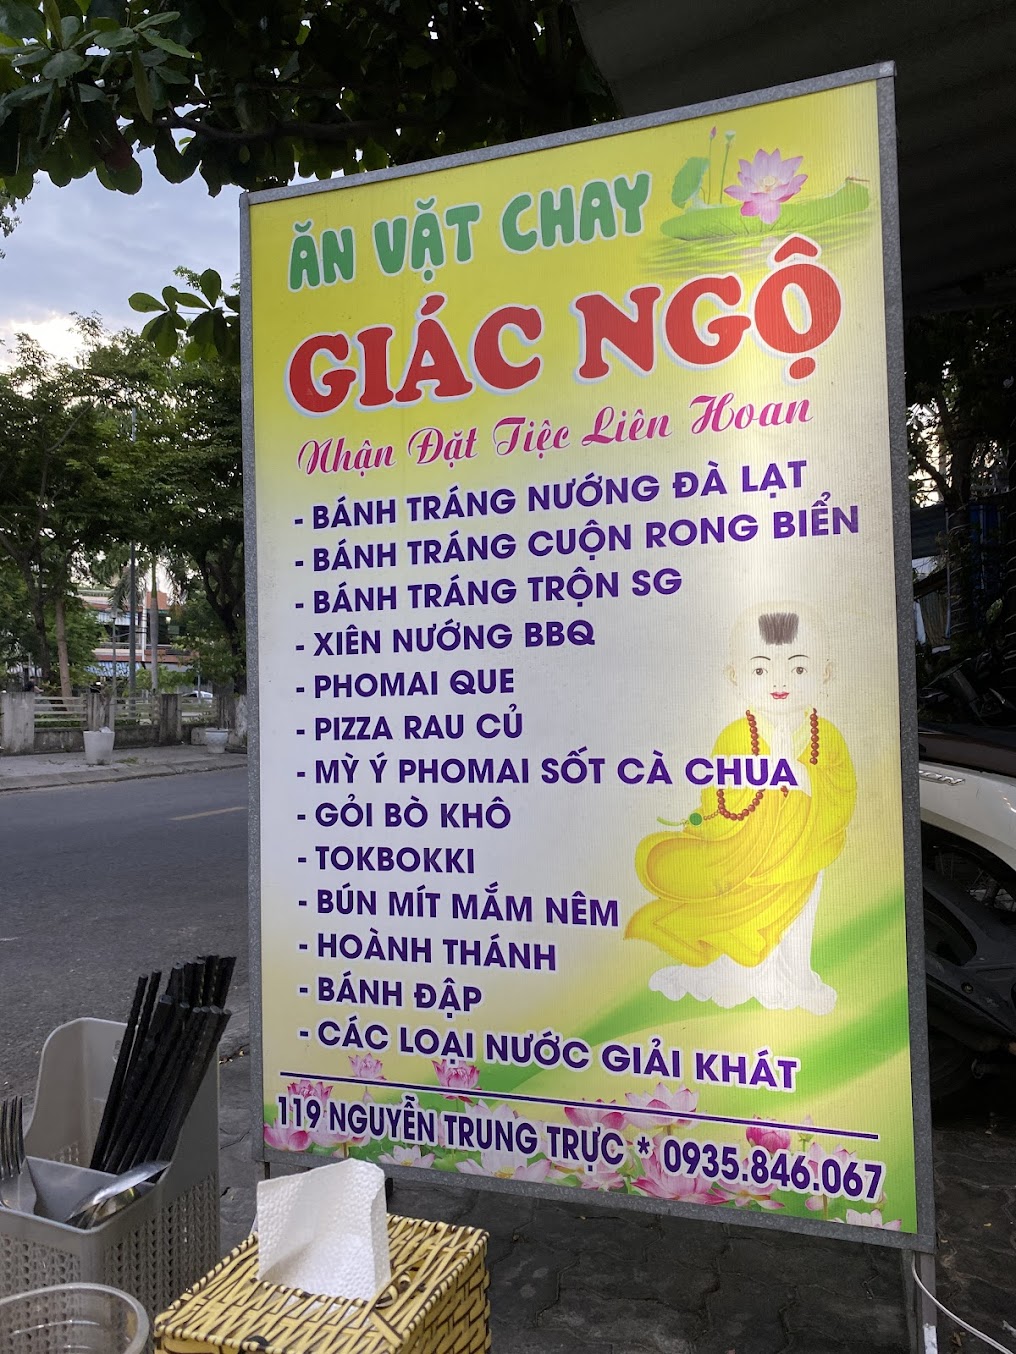 ĂN VẶT CHAY
GIÁC NGỘ
Nhận Đặt Tiệc Liên Hoan
- BÁNH TRÁNG NƯỚNG ĐÀ LẠT
- BÁNH TRÁNG CUỘN RONG BIỂN
- BÁNH TRÁNG TRỘN SG
- XIÊN NƯỚNG BBQ
- PHOMAI QUE
- PIZZA RAU CỦ
- MỲ Ý PHOMAI SỐT CÀ CHUA
- GỎI BÒ KHÔ
- TOKBOKKI
- BÚN MÍT MẮM NÊM
- HOÀNH THÁNH
- BÁNH ĐẬP
- CÁC LOẠI NƯỚC GIẢI KHÁT
119 NGUYỄN TRUNG TRỰC * 0935.846.067